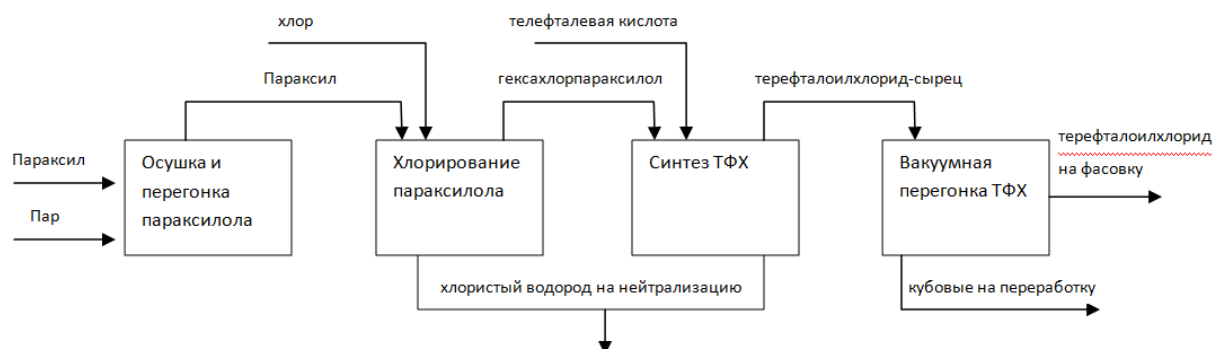 хлор
телефталевая кислота
Параксил
гексахлорпараксилол
терефталоилхлорид-сырец
Параксил
Пар
Осушка и
перегонка
параксилола
Хлорирование
параксилола
Синтез ТФХ
Вакуумная
перегонка ТФХ
терефталоилхлорид
на фасовку
хлористый водород на нейтрализацию
кубовые на переработку